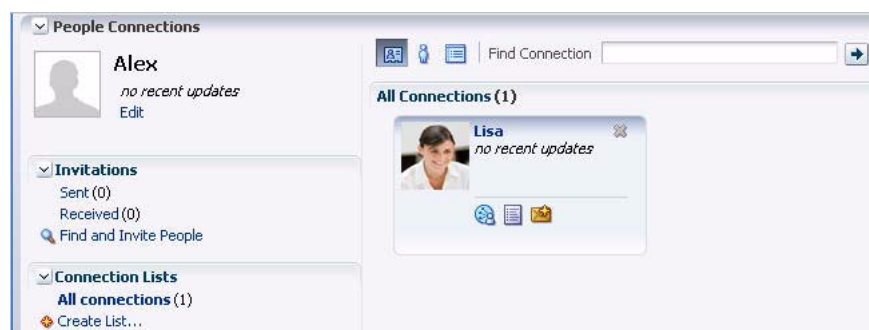 People Connections
Alex
no recent updates
Edit
Invitations
Sent (0)
Received (0)
Find and Invite People
Connection Lists
All connections (1)
Create List...
Find Connection
All Connections (1)
Lisa
no recent updates